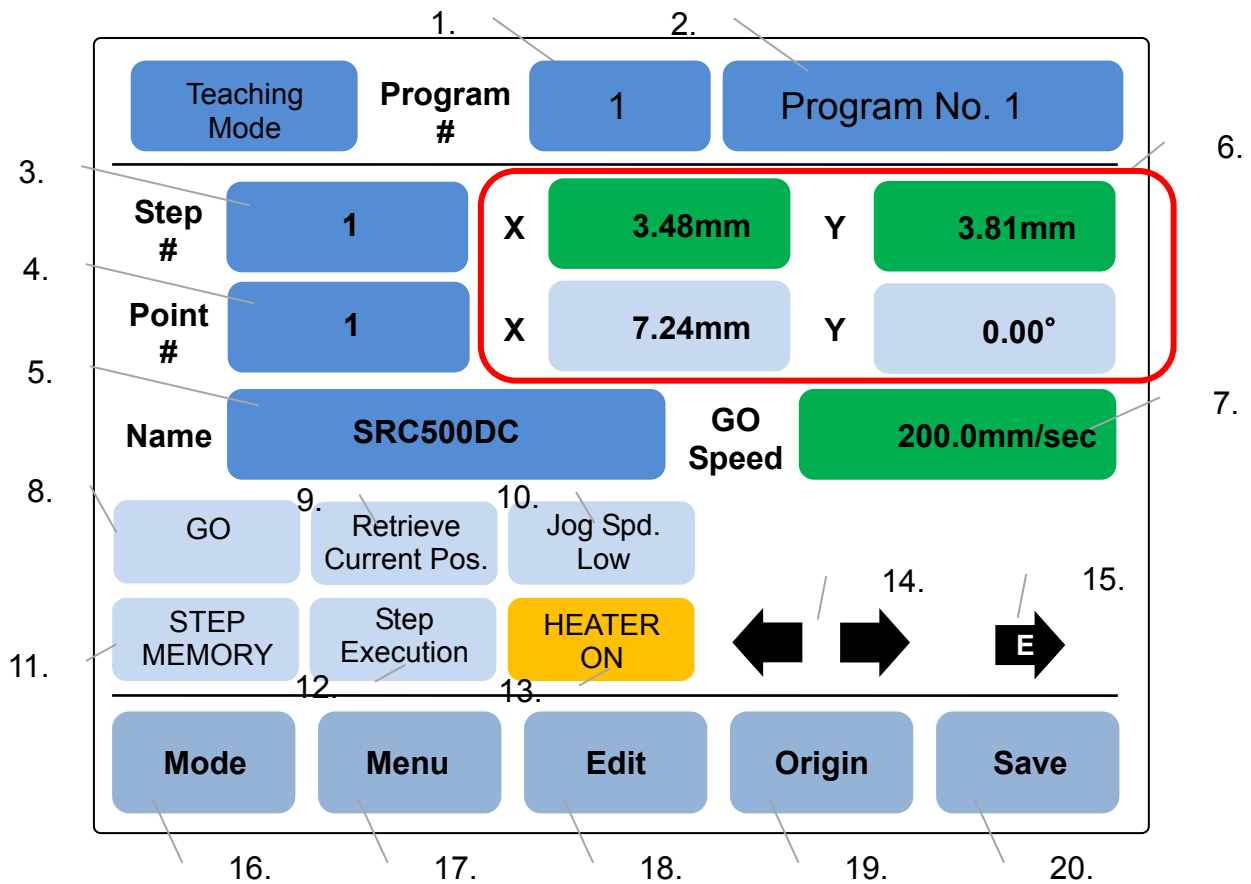 1.
2.
Teaching
Mode
Program
#
1
Program No. 1
3.
6.
Step
#
1
X
3.48mm
Y
3.81mm
4.
Point
#
1
X
7.24mm
Y
0.00°
5.
Name
SRC500DC
GO
Speed
200.0mm/sec
7.
8.
9.
10.
GO
Retrieve
Current Pos.
Jog Spd.
Low
14.
15.
11.
STEP
MEMORY
Step
Execution
HEATER
ON
E
12.
13.
Mode
Menu
Edit
Origin
Save
16.
17.
18.
19.
20.